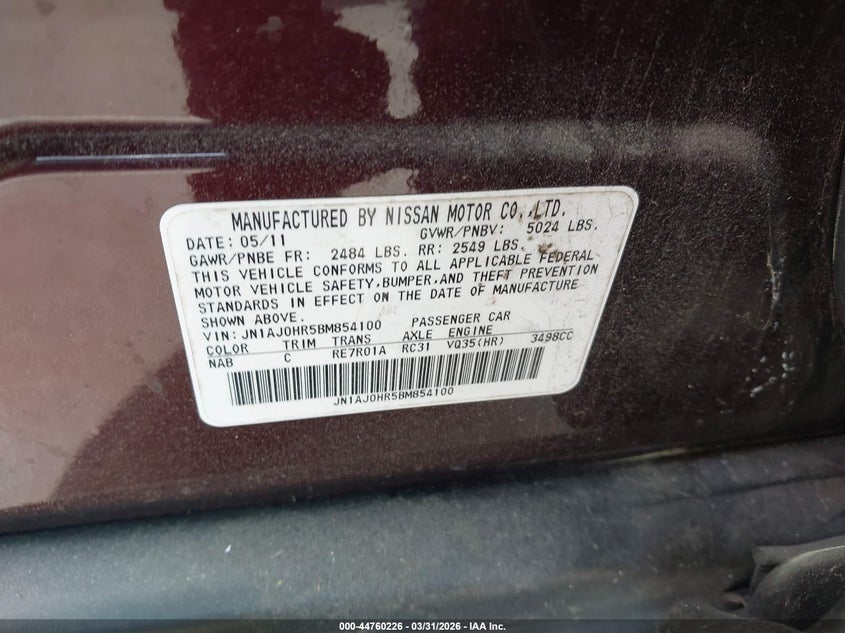 MANUFACTURED BY NISSAN MOTOR CO.,LTD.
DATE: 05/11 GVWR/PNBV: 5024 LBS.
GAWR/PNBE FR: 2484 LBS. RR: 2549 LBS.
THIS VEHICLE CONFORMS TO ALL APPLICABLE FEDERAL
MOTOR VEHICLE SAFETY,BUMPER,AND THEFT PREVENTION
STANDARDS IN EFFECT ON THE DATE OF MANUFACTURE
SHOWN ABOVE.
VIN: JN1AJ0HR5BM854100 PASSENGER CAR
COLOR TRIM TRANS AXLE ENGINE
NAB C RE7R01A RC31 VQ35(HR) 3498CC
JN1AJ0HR5BM854100
000-44760226 - 03/31/2026 - IAA Inc.